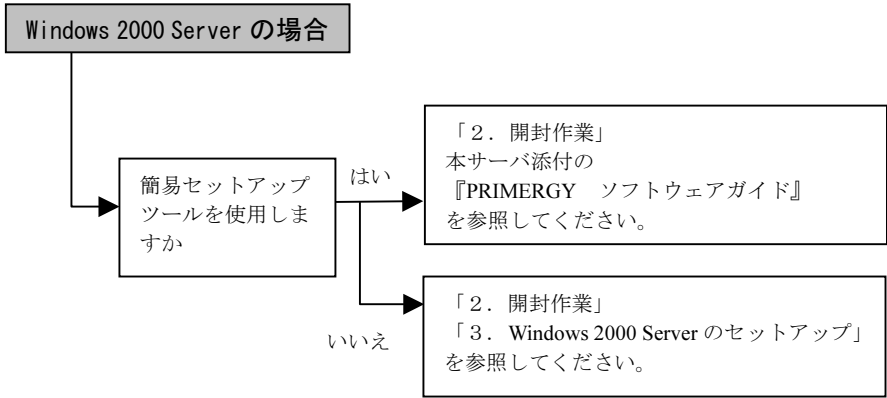 Windows 2000 Server の場合
簡易セットアップ
ツールを使用しま
すか
はい
「２．開封作業」
本サーバ添付の
『PRIMERGY　ソフトウェアガイド』
を参照してください。
いいえ
「２．開封作業」
「３．Windows 2000 Server のセットアップ」
を参照してください。